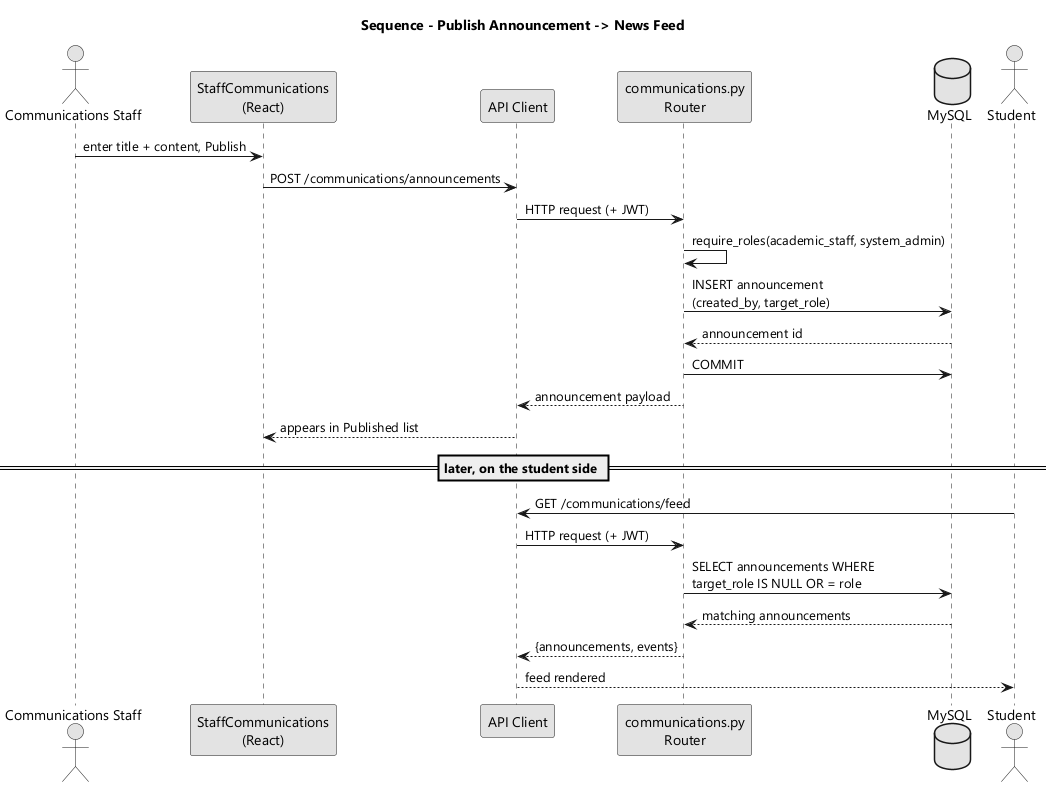 Sequence - Publish Announcement -> News Feed
Communications Staff
StaffCommunications
(React)
API Client
communications.py
Router
MySQL
Student
enter title + content, Publish
POST /communications/announcements
HTTP request (+ JWT)
require_roles(academic_staff, system_admin)
INSERT announcement
(created_by, target_role)
announcement id
COMMIT
announcement payload
appears in Published list
later, on the student side
GET /communications/feed
HTTP request (+ JWT)
SELECT announcements WHERE
target_role IS NULL OR = role
matching announcements
{announcements, events}
feed rendered
Communications Staff
StaffCommunications
(React)
API Client
communications.py
Router
MySQL
Student